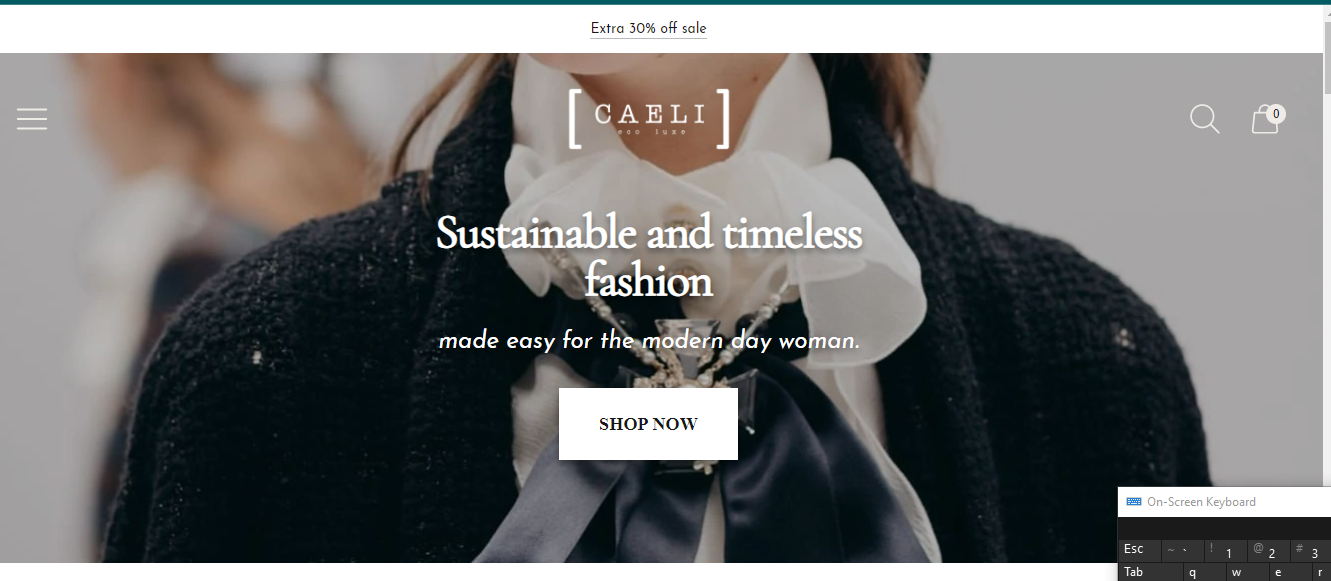 Extra 30% off sale
[CAELI]
eco luxe
0
Sustainable and timeless
fashion
made easy for the modern day woman.
SHOP NOW
On-Screen Keyboard
Esc ~ ` ! 1 @ 2 # 3
Tab q w e r